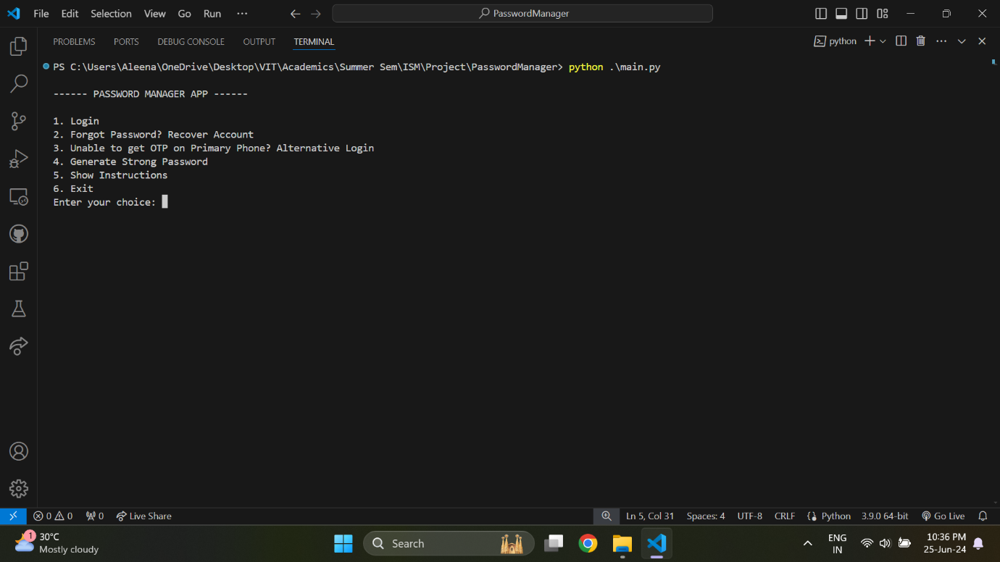 File Edit Selection View Go Run ··· PasswordManager
PROBLEMS PORTS DEBUG CONSOLE OUTPUT TERMINAL python
PS C:\Users\Aleena\OneDrive\Desktop\VIT\Academics\Summer Sem\ISM\Project\PasswordManager> python .\main.py
------ PASSWORD MANAGER APP ------
1. Login
2. Forgot Password? Recover Account
3. Unable to get OTP on Primary Phone? Alternative Login
4. Generate Strong Password
5. Show Instructions
6. Exit
Enter your choice:
0 0 0 Live Share Ln 5, Col 31 Spaces: 4 UTF-8 CRLF Python 3.9.0 64-bit Go Live
1 30°C Search ENG 10:36 PM
Mostly cloudy IN 25-Jun-24